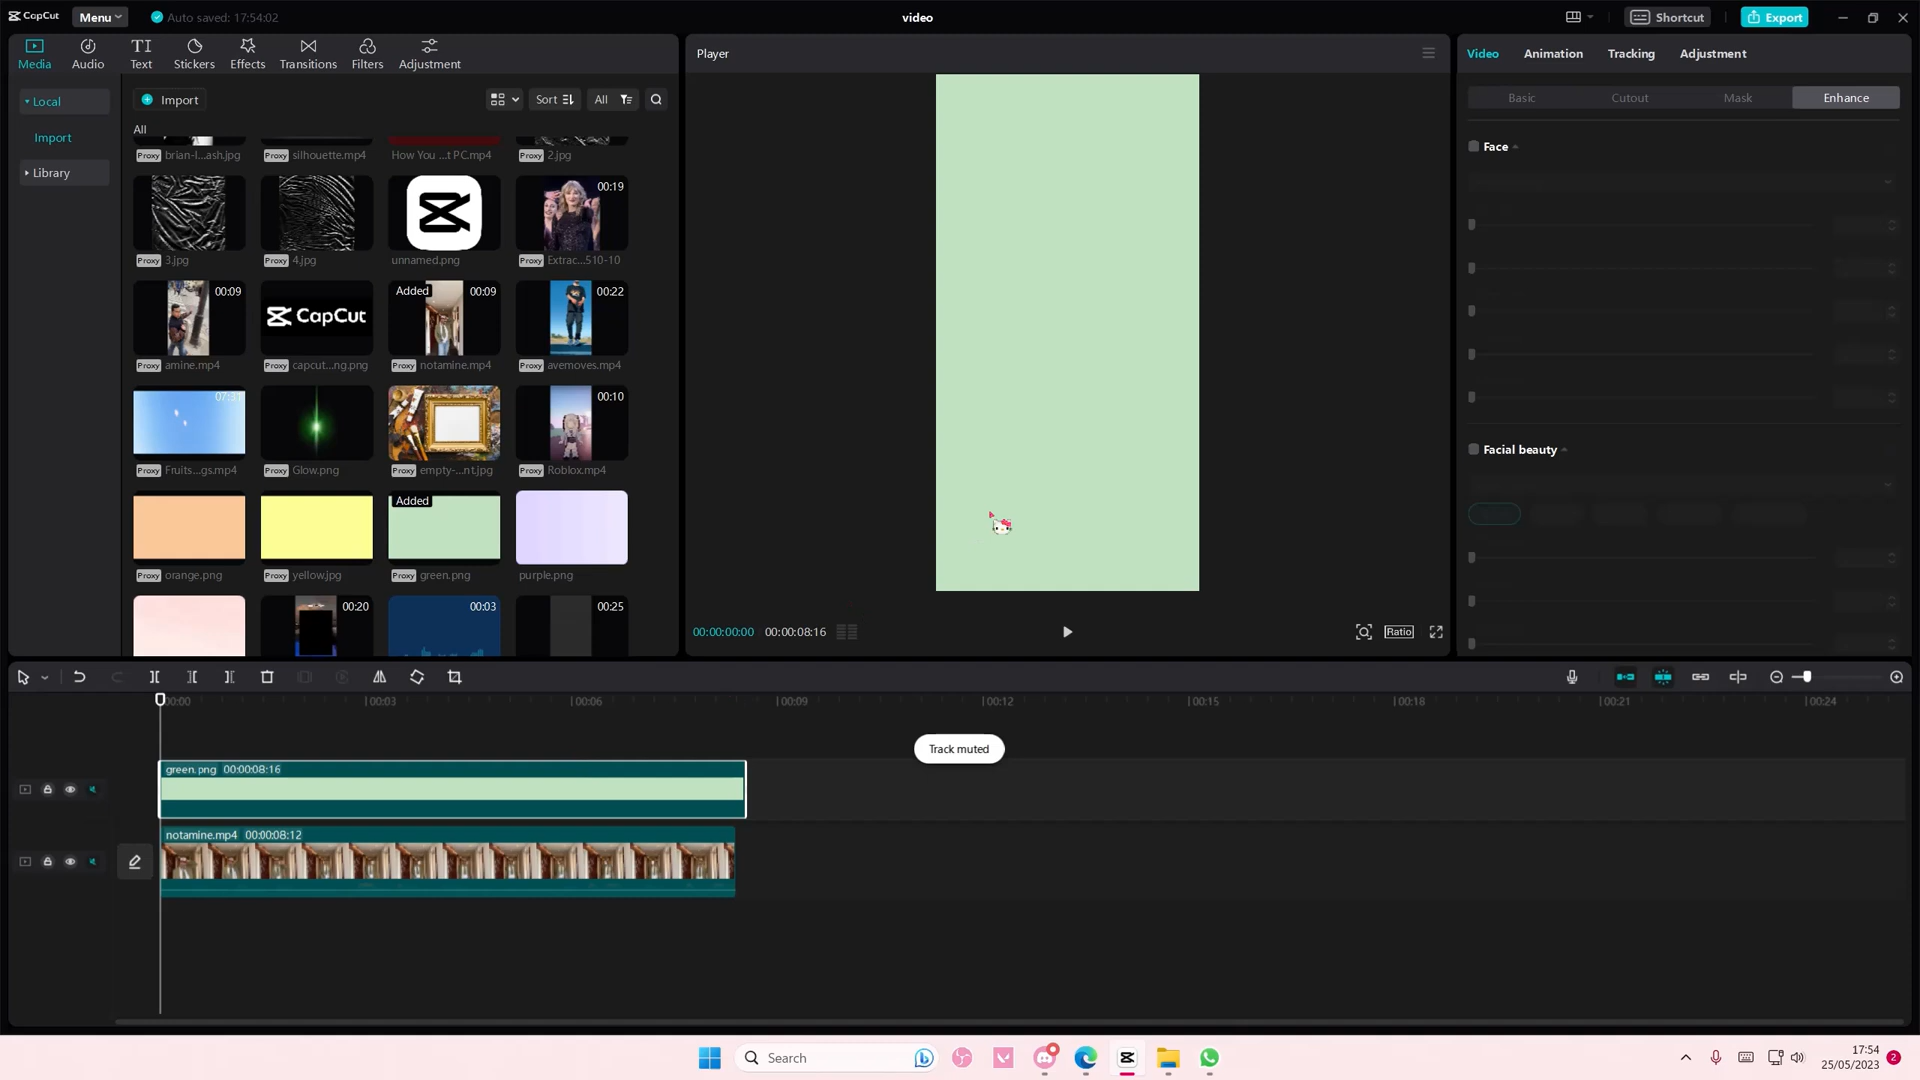 CapCut
Menu
Auto saved: 17:54:02
video
Shortcut
Export
Media
Audio
Text
Stickers
Effects
Transitions
Filters
Adjustment
Player
Video
Animation
Tracking
Adjustment
Local
Import
Library
Import
Sort
All
Basic
Cutout
Mask
Enhance
All
Proxy brian-l...ash.jpg
Proxy silhouette.mp4
How You ...t PC.mp4
Proxy 2.jpg
Face
00:19
Proxy 3.jpg
Proxy 4.jpg
unnamed.png
Proxy Extrac...510-10
00:09
CapCut
Added 00:09
00:22
Proxy amine.mp4
Proxy capcut...ng.png
Proxy notamine.mp4
Proxy avemoves.mp4
07:31
00:10
Proxy Fruits...gs.mp4
Proxy Glow.png
Proxy empty-...nt.jpg
Proxy Roblox.mp4
Facial beauty
Added
Proxy orange.png
Proxy yellow.jpg
Proxy green.png
purple.png
00:20
00:03
00:25
00:00:00:00 00:00:08:16
Ratio
00:00 00:03 00:06 00:09 00:12 00:15 00:18 00:21 00:24
Track muted
green.png 00:00:08:16
notamine.mp4 00:00:08:12
Search
17:54
25/05/2023
2